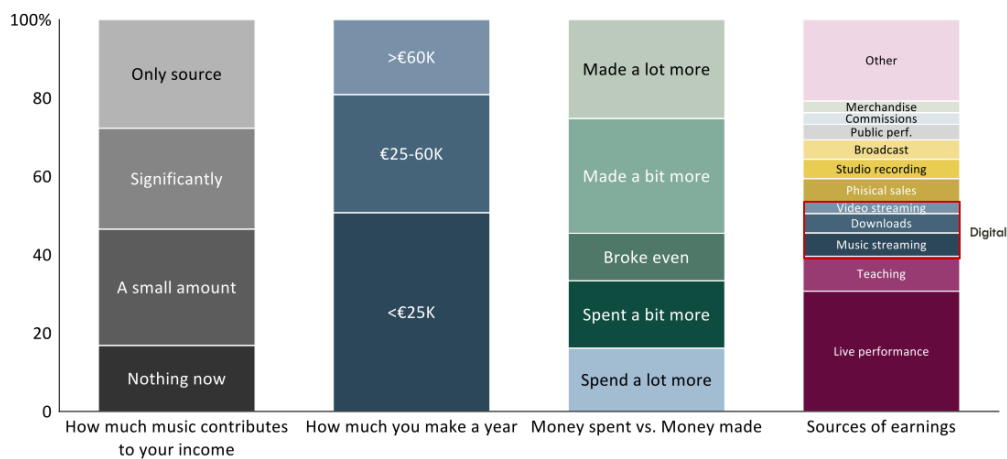 100%
80
60
40
20
0
Only source
Significantly
A small amount
Nothing now
How much music contributes
to your income
>€60K
€25-60K
<€25K
How much you make a year
Made a lot more
Made a bit more
Broke even
Spent a bit more
Spend a lot more
Money spent vs. Money made
Other
Merchandise
Commissions
Public perf.
Broadcast
Studio recording
Phisical sales
Video streaming
Downloads
Music streaming
Digital
Teaching
Live performance
Sources of earnings